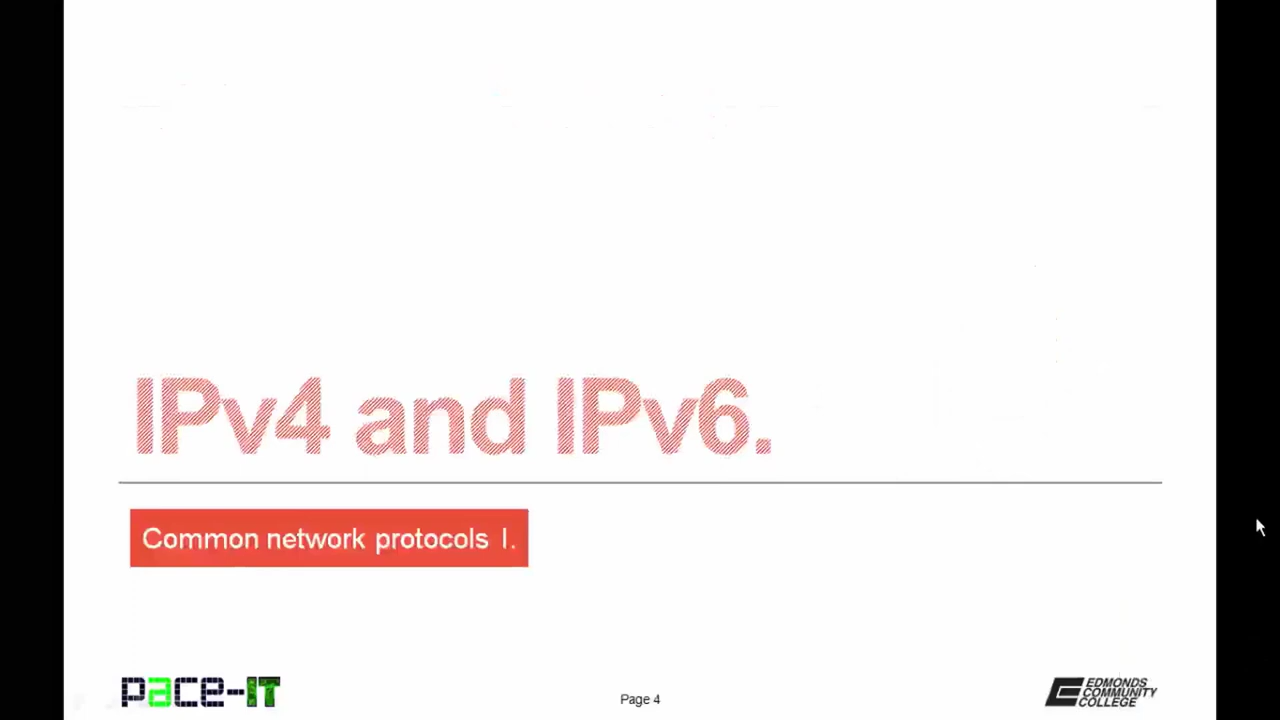 IPv4 and IPv6.
Common network protocols I.
pace-IT
Page 4
EDMONDS
COMMUNITY
COLLEGE